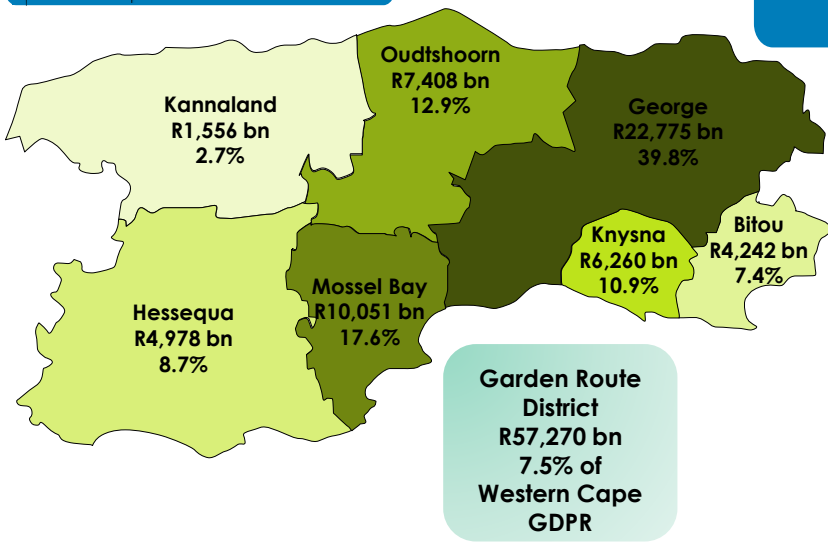 Oudtshoorn
R7,408 bn
12.9%
Kannaland
R1,556 bn
2.7%
George
R22,775 bn
39.8%
Knysna
R6,260 bn
10.9%
Bitou
R4,242 bn
7.4%
Mossel Bay
R10,051 bn
17.6%
Hessequa
R4,978 bn
8.7%
Garden Route
District
R57,270 bn
7.5% of
Western Cape
GDPR